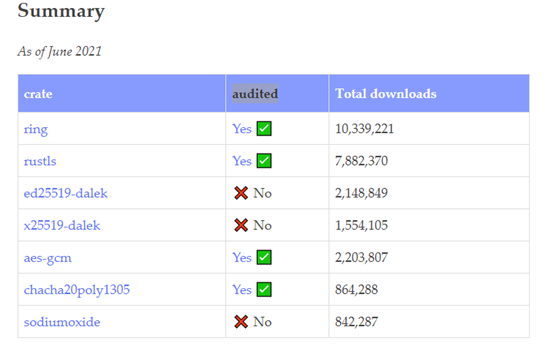 Summary
As of June 2021
crate audited Total downloads
ring Yes ✅ 10,339,221
rustls Yes ✅ 7,882,370
ed25519-dalek ❌ No 2,148,849
x25519-dalek ❌ No 1,554,105
aes-gcm Yes ✅ 2,203,807
chacha20poly1305 Yes ✅ 864,288
sodiumoxide ❌ No 842,287